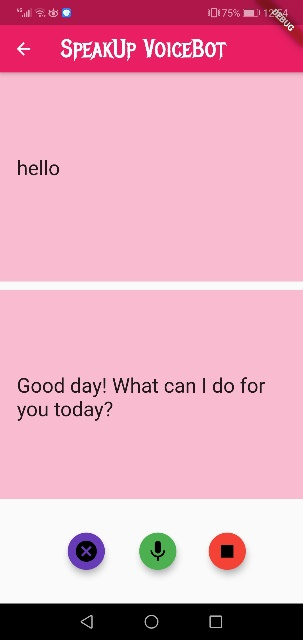 75%
SpeakUp VoiceBot
DEBUG
hello
Good day! What can I do for
you today?